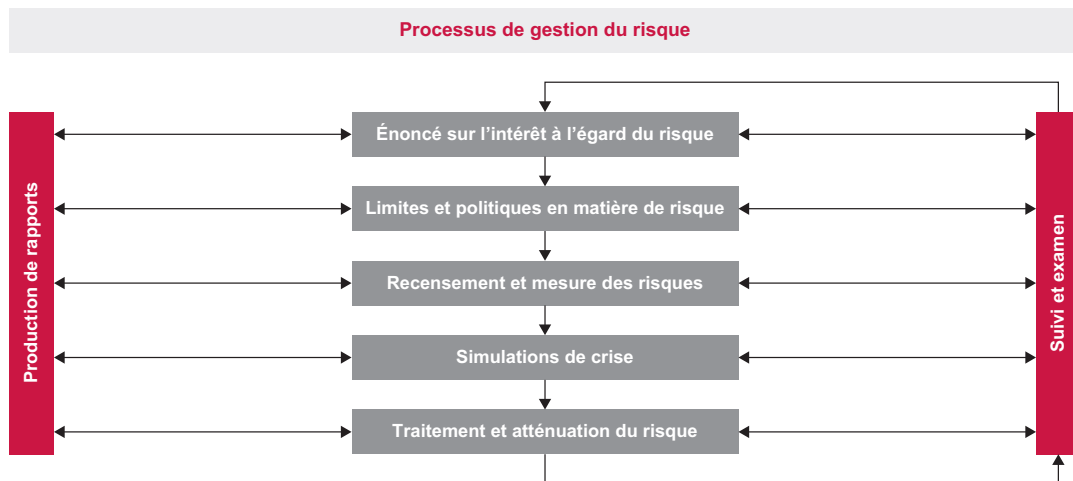 Processus de gestion du risque
Énoncé sur l'intérêt à l'égard du risque
Limites et politiques en matière de risque
Recensement et mesure des risques
Simulations de crise
Traitement et atténuation du risque
Production de rapports
Suivi et examen